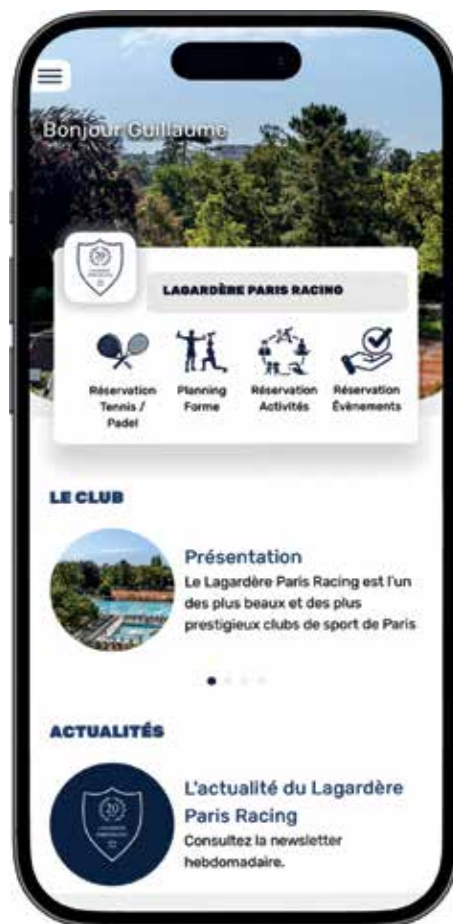 Bonjour Guillaume
LAGARDÈRE PARIS RACING
Réservation
Tennis /
Padel
Planning
Forme
Réservation
Activités
Réservation
Évènements
LE CLUB
Présentation
Le Lagardère Paris Racing est l'un
des plus beaux et des plus
prestigieux clubs de sport de Paris
ACTUALITÉS
20
L'actualité du Lagardère
Paris Racing
Consultez la newsletter
hebdomadaire.